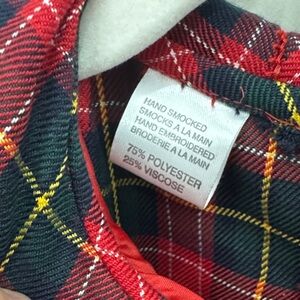 HAND SMOCKED
SMOCKS A LA MAIN
HAND EMBROIDERED
BRODERIE A LA MAIN
75% POLYESTER
25% VISCOSE